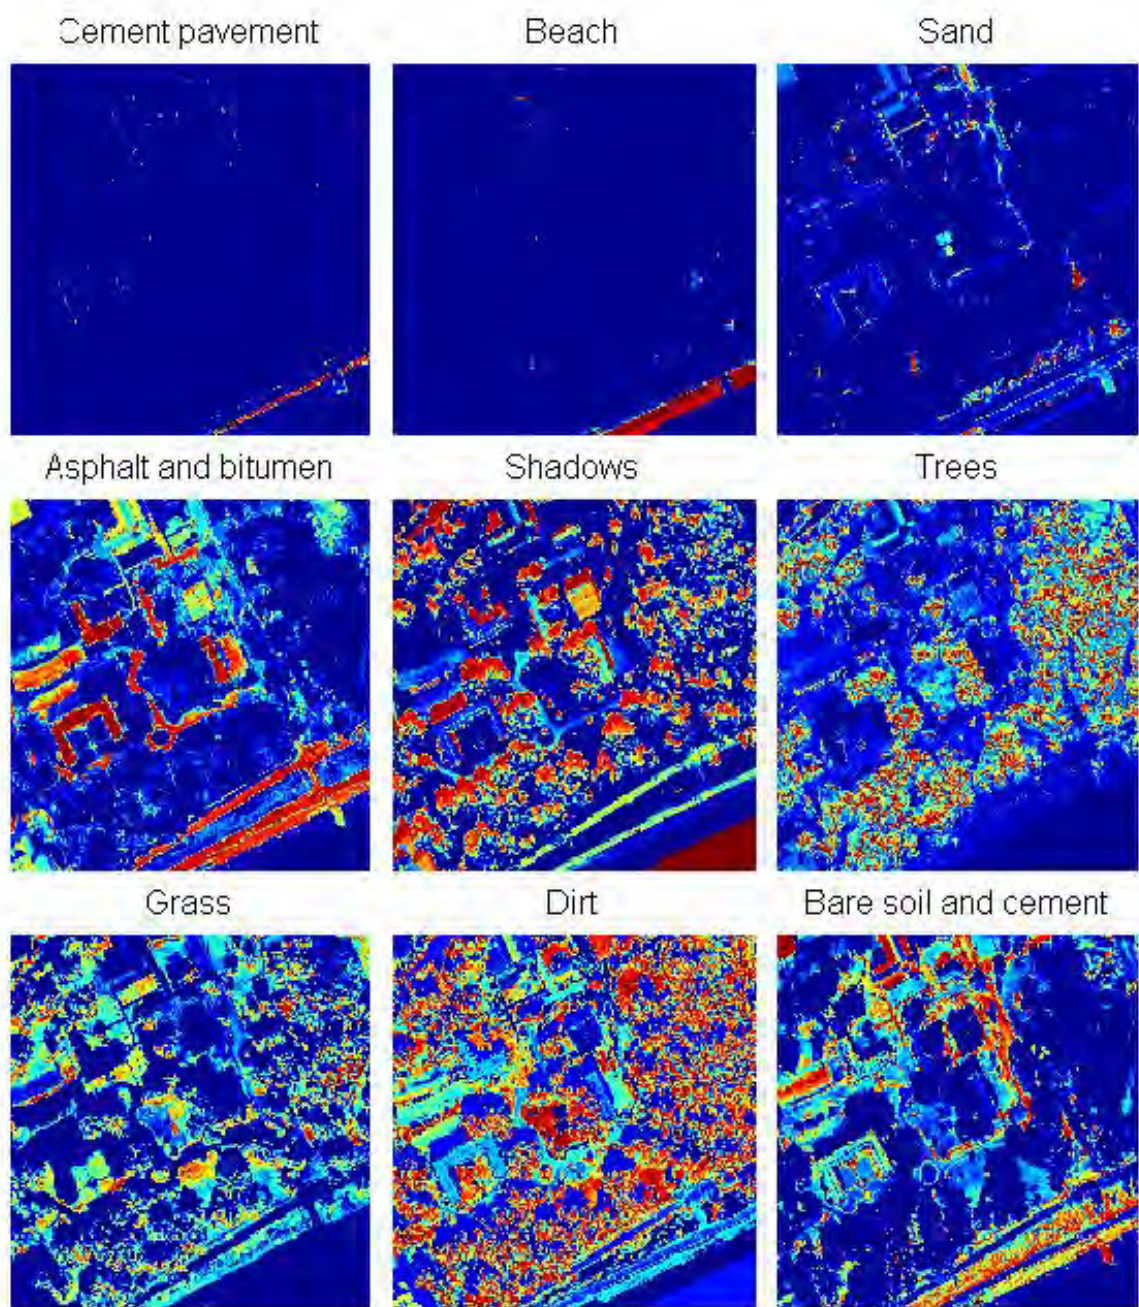 Cement pavement
Beach
Sand
Asphalt and bitumen
Shadows
Trees
Grass
Dirt
Bare soil and cement